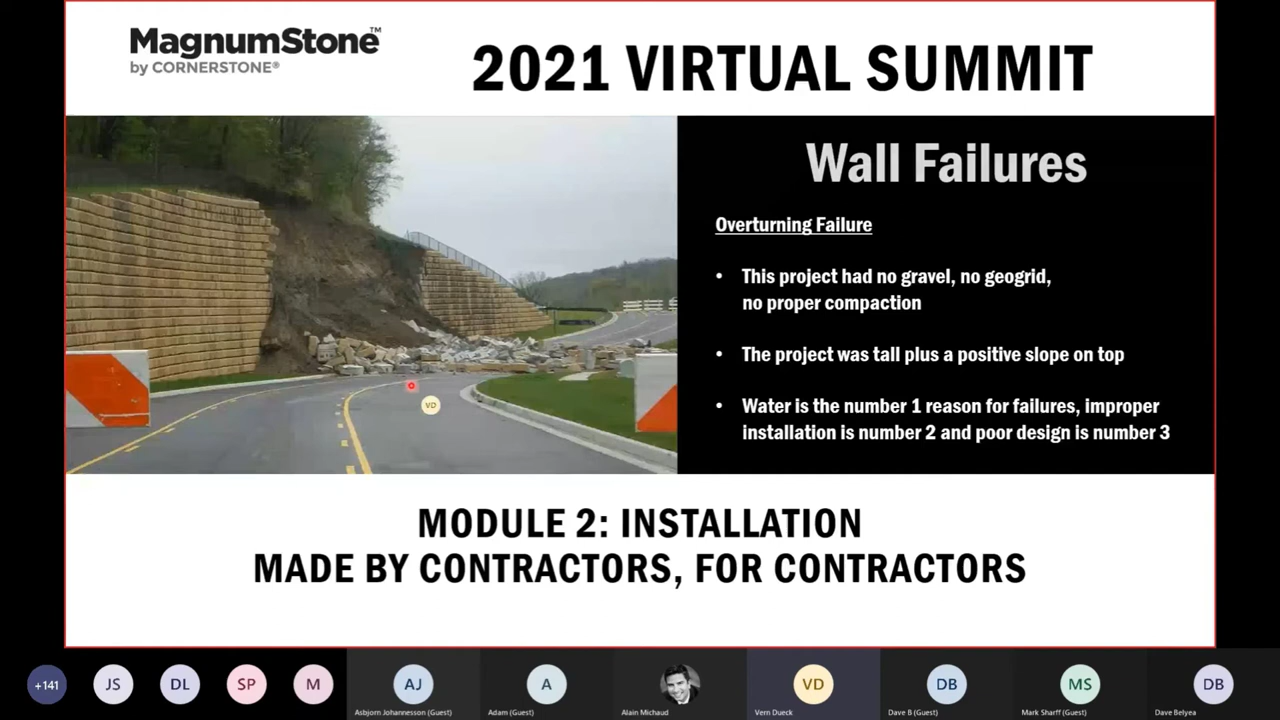 MagnumStone™
by CORNERSTONE®
2021 VIRTUAL SUMMIT
Wall Failures
Overturning Failure
• This project had no gravel, no geogrid,
no proper compaction
• The project was tall plus a positive slope on top
• Water is the number 1 reason for failures, improper
installation is number 2 and poor design is number 3
VD
MODULE 2: INSTALLATION
MADE BY CONTRACTORS, FOR CONTRACTORS
+141
JS
DL
SP
M
AJ
A
VD
DB
MS
DB
Asbjorn Johannesson (Guest)
Adam (Guest)
Alain Michaud
Vern Dueck
Dave B (Guest)
Mark Sharff (Guest)
Dave Belyea